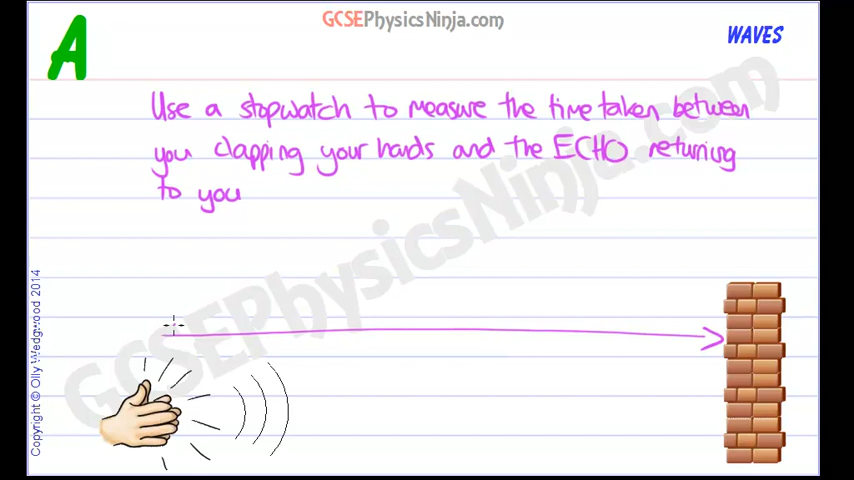 GCSEPhysicsNinja.com
A
WAVES
Use a stopwatch to measure the time taken between
you clapping your hands and the ECHO returning
to you
GCSEPhysicsNinja.com
Copyright © Olly Wedgwood 2014